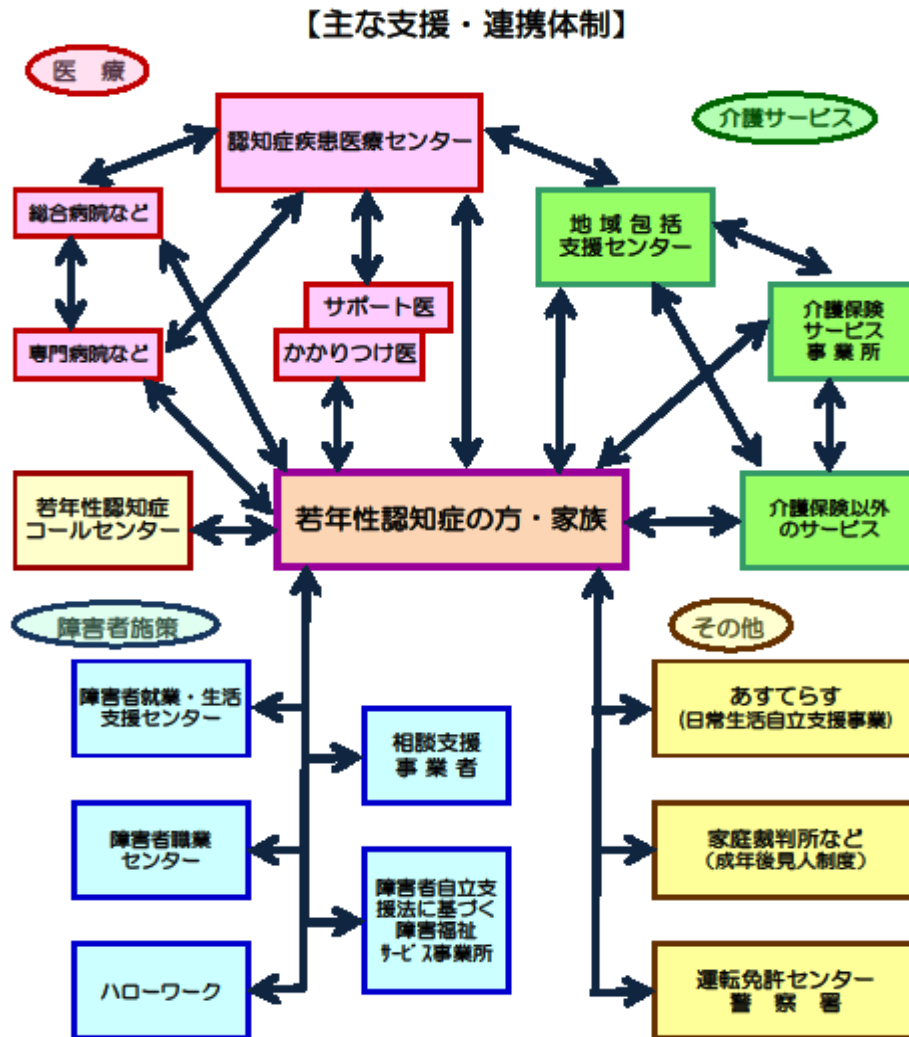 【主な支援・連携体制】
医 療
介護サービス
認知症疾患医療センター
総合病院など
地 域 包 括
支援センター
サポート医
かかりつけ医
専門病院など
介護保険
サービス
事 業 所
若年性認知症
コールセンター
若年性認知症の方・家族
介護保険以外
のサービス
障害者施策
その他
障害者就業・生活
支援センター
相談支援
事 業 者
障害者職業
センター
障害者自立支
援法に基づく
障害福祉
ｻｰﾋﾞｽ事業所
ハローワーク
あすてらす
(日常生活自立支援事業)
家庭裁判所など
（成年後見人制度）
運転免許センター
警 察 署